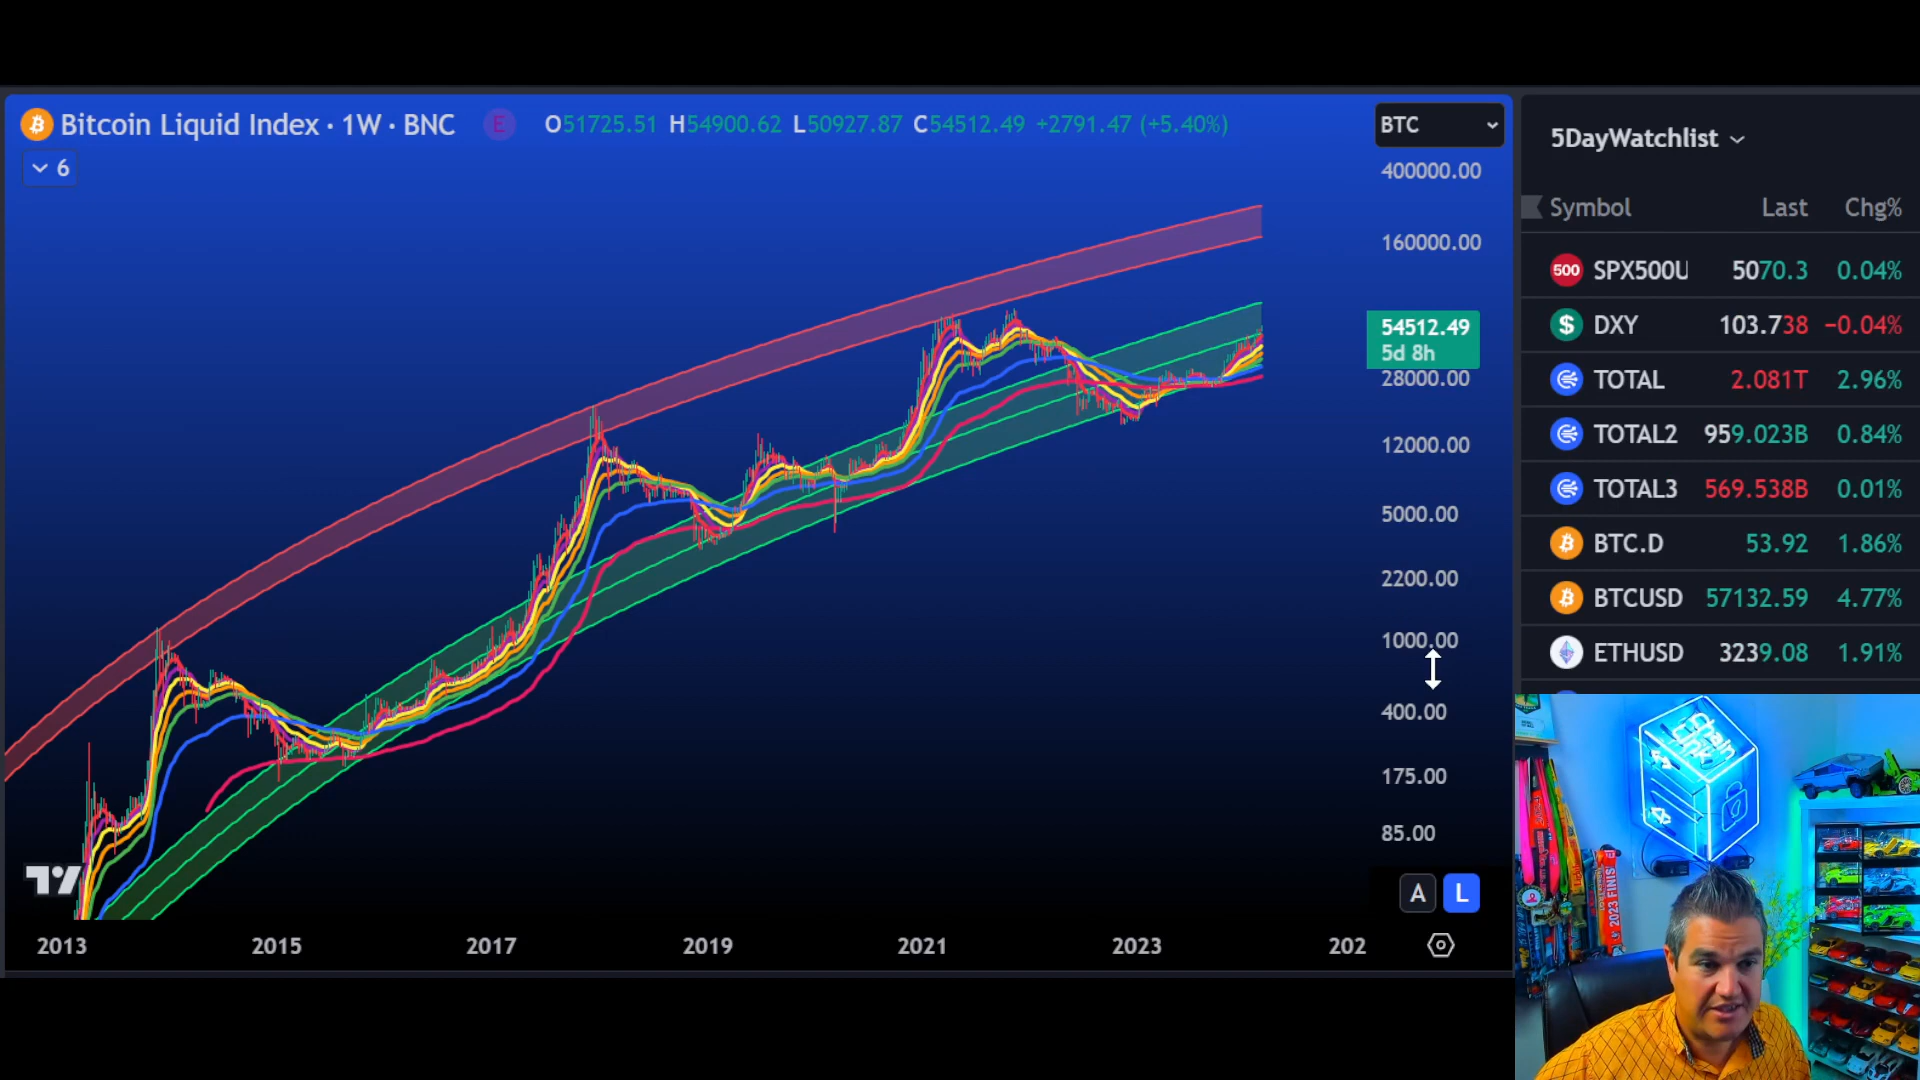 Bitcoin Liquid Index · 1W · BNC E O51725.51 H54900.62 L50927.87 C54512.49 +2791.47 (+5.40%)
6
BTC
400000.00
160000.00
54512.49
5d 8h
28000.00
12000.00
5000.00
2200.00
1000.00
400.00
175.00
85.00
A L
2013 2015 2017 2019 2021 2023 202
5DayWatchlist
Symbol Last Chg%
500 SPX500U 5070.3 0.04%
$ DXY 103.738 −0.04%
TOTAL 2.081T 2.96%
TOTAL2 959.023B 0.84%
TOTAL3 569.538B 0.01%
BTC.D 53.92 1.86%
BTCUSD 57132.59 4.77%
ETHUSD 3239.08 1.91%
Chain
Link
2023 FINIS